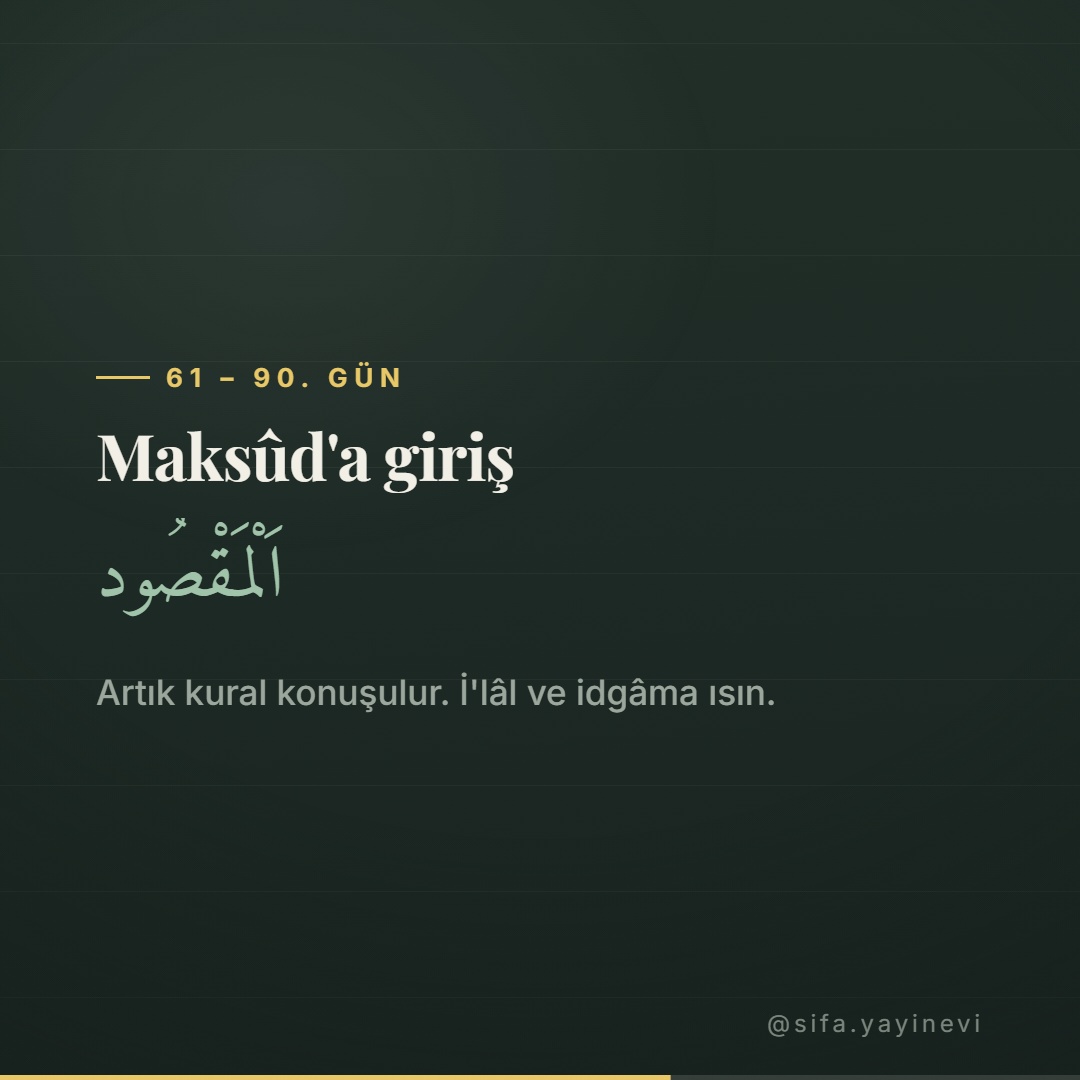 61 – 90. GÜN
Maksûd'a giriş
اَلْمَقْصُود
Artık kural konuşulur. İ'lâl ve idgâma ısın.
@sifa.yayinevi